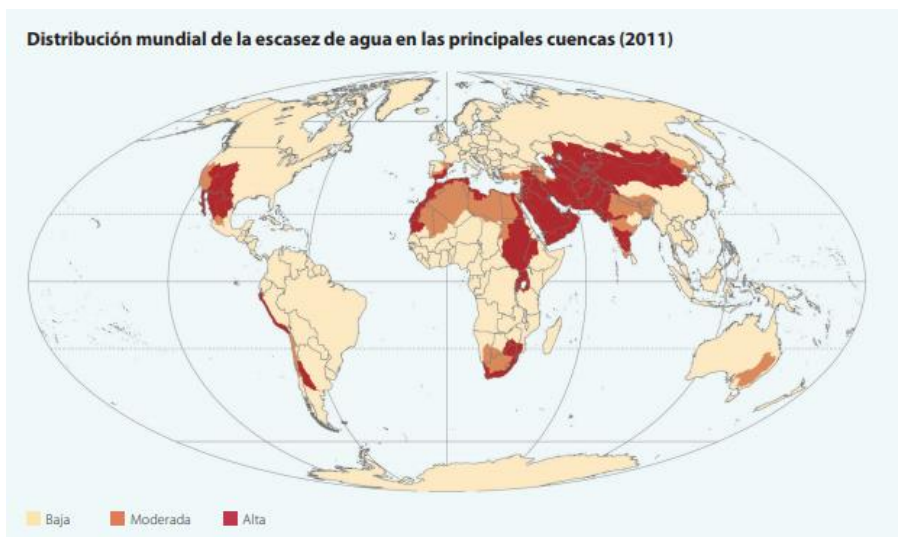 Distribución mundial de la escasez de agua en las principales cuencas (2011)
Baja
Moderada
Alta